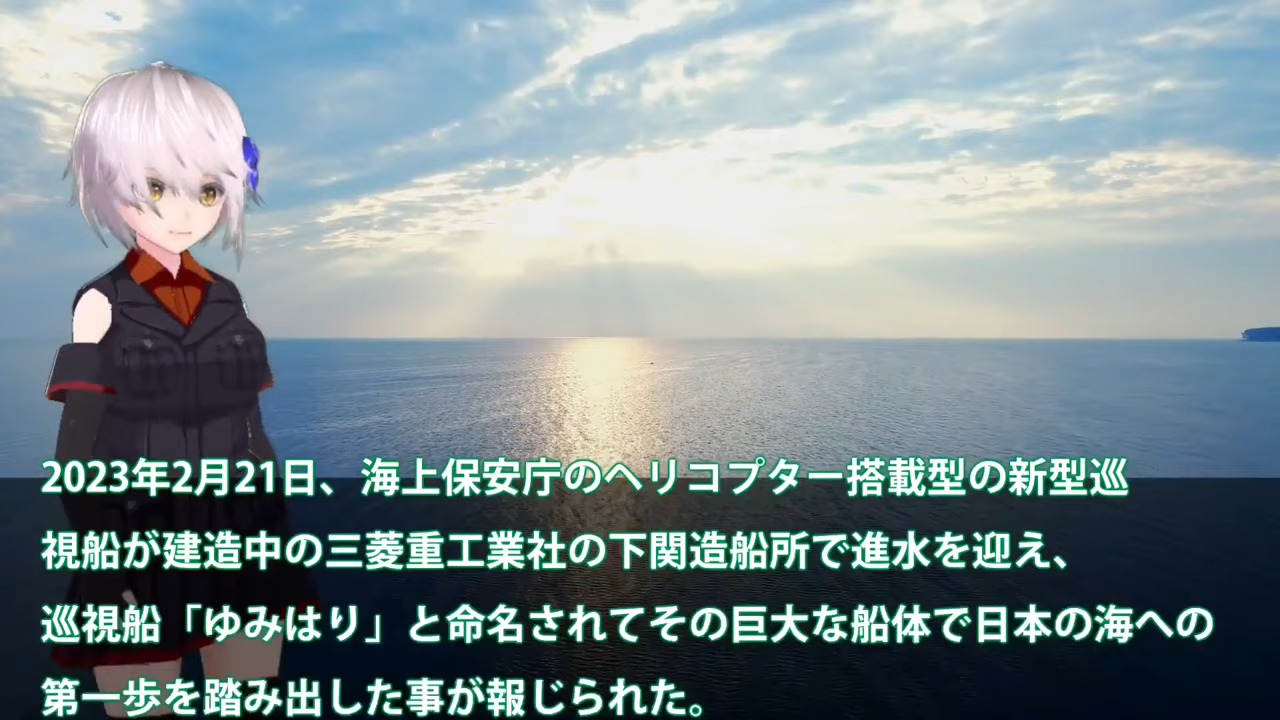 2023年2月21日、海上保安庁のヘリコプター搭載型の新型巡
視船が建造中の三菱重工業社の下関造船所で進水を迎え、
巡視船「ゆみはり」と命名されてその巨大な船体で日本の海への
第一歩を踏み出した事が報じられた。